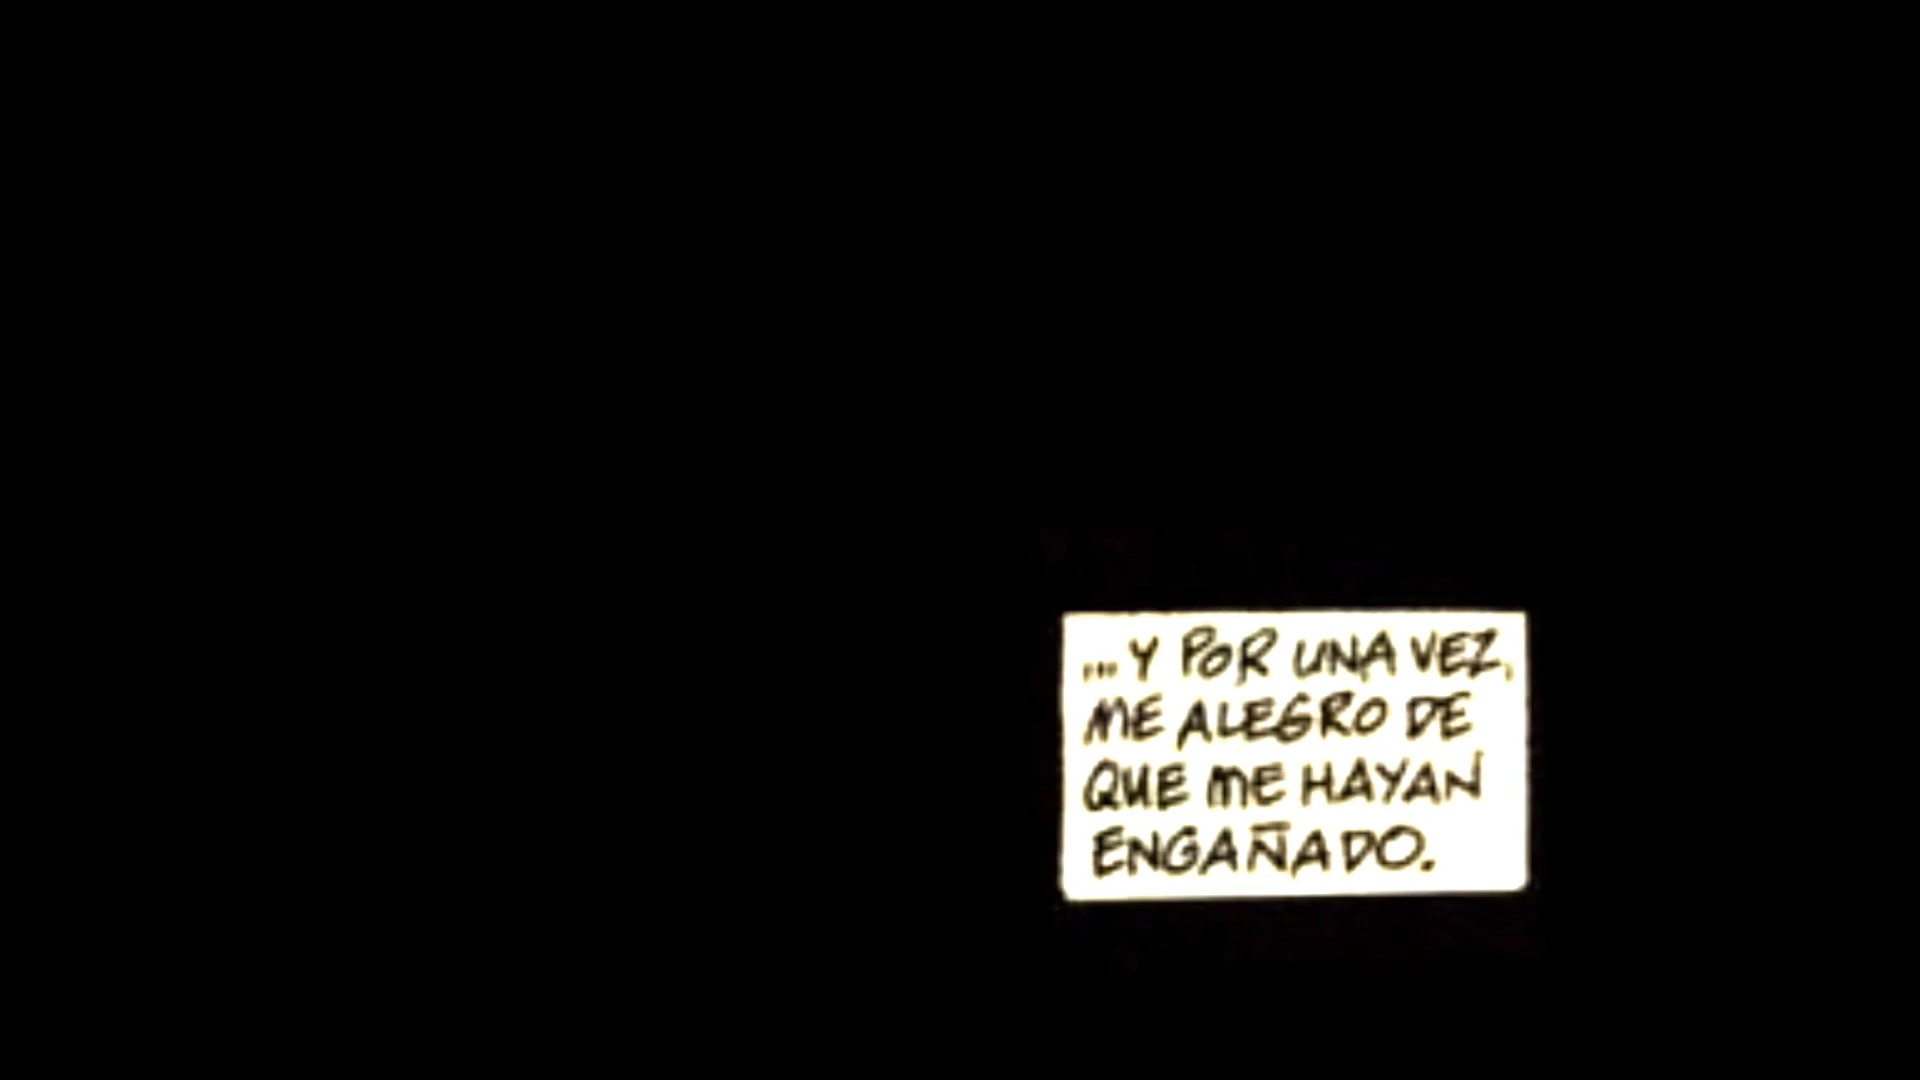 ...Y POR UNA VEZ,
ME ALEGRO DE
QUE ME HAYAN
ENGAÑADO.